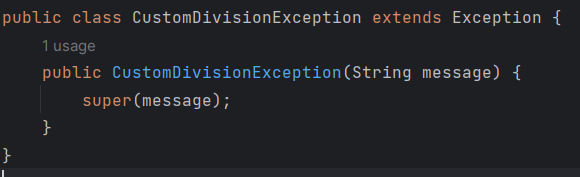 public class CustomDivisionException extends Exception {
1 usage
public CustomDivisionException(String message) {
super(message);
}
}